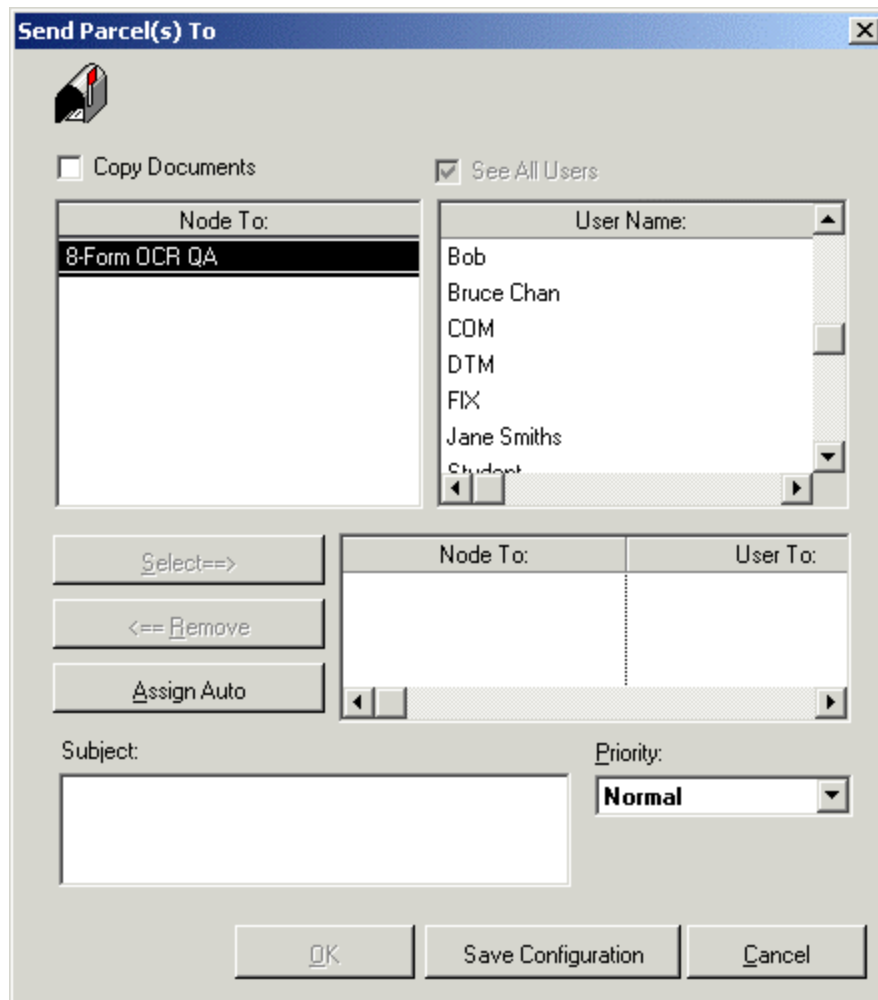 Send Parcel(s) To
Copy Documents
See All Users
Node To:
8-Form OCR QA
User Name:
Bob
Bruce Chan
COM
DTM
FIX
Jane Smiths
Student
Select==>
<== Remove
Assign Auto
Node To:
User To:
Subject:
Priority:
Normal
OK
Save Configuration
Cancel